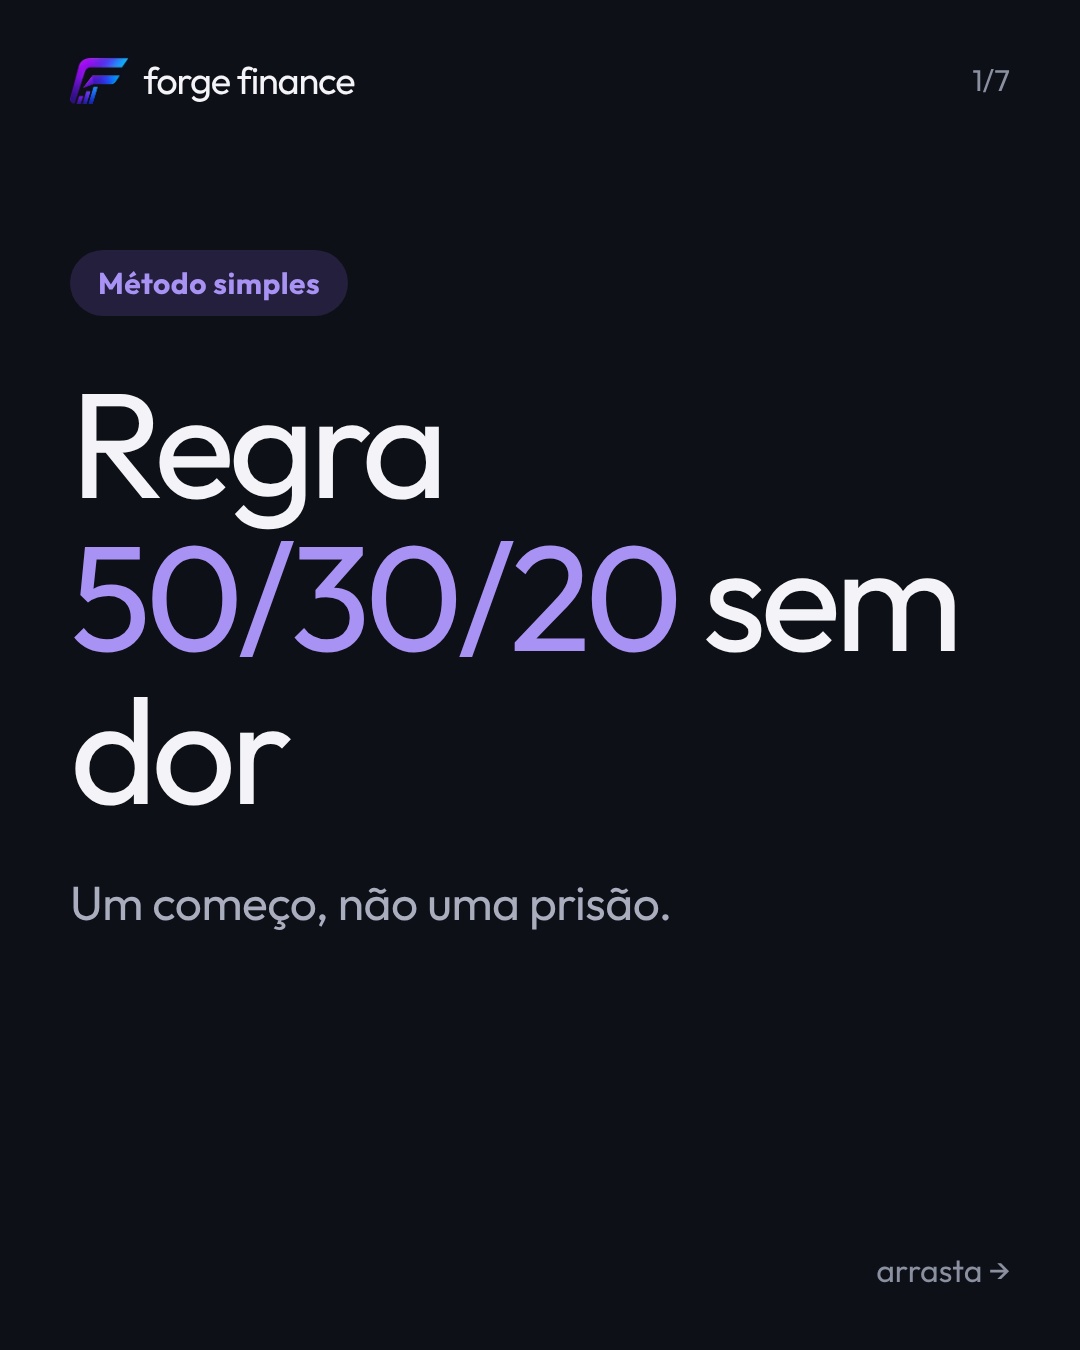 forge finance
1/7
Método simples
Regra
50/30/20 sem
dor
Um começo, não uma prisão.
arrasta →